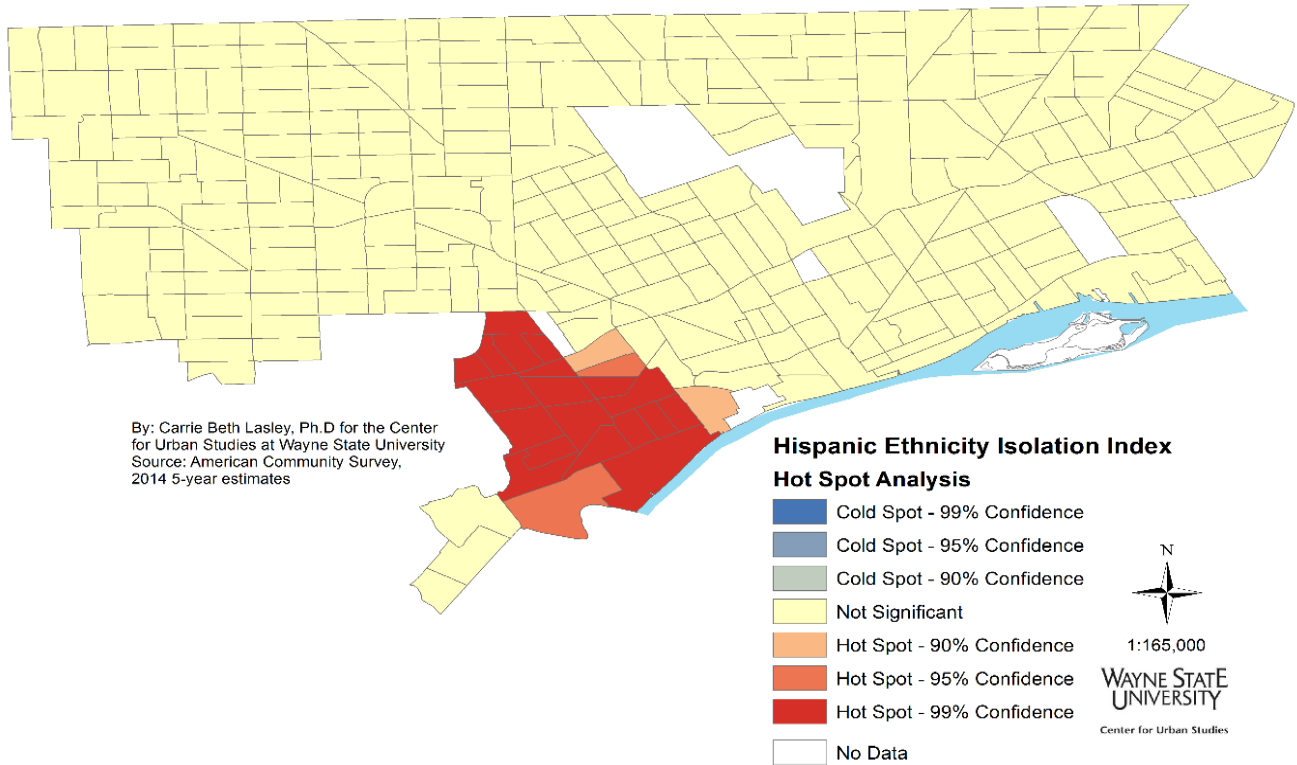 By: Carrie Beth Lasley, Ph.D for the Center
for Urban Studies at Wayne State University
Source: American Community Survey,
2014 5-year estimates
Hispanic Ethnicity Isolation Index
Hot Spot Analysis
Cold Spot - 99% Confidence
Cold Spot - 95% Confidence
Cold Spot - 90% Confidence
Not Significant
Hot Spot - 90% Confidence
Hot Spot - 95% Confidence
Hot Spot - 99% Confidence
No Data
N
1:165,000
WAYNE STATE
UNIVERSITY
Center for Urban Studies